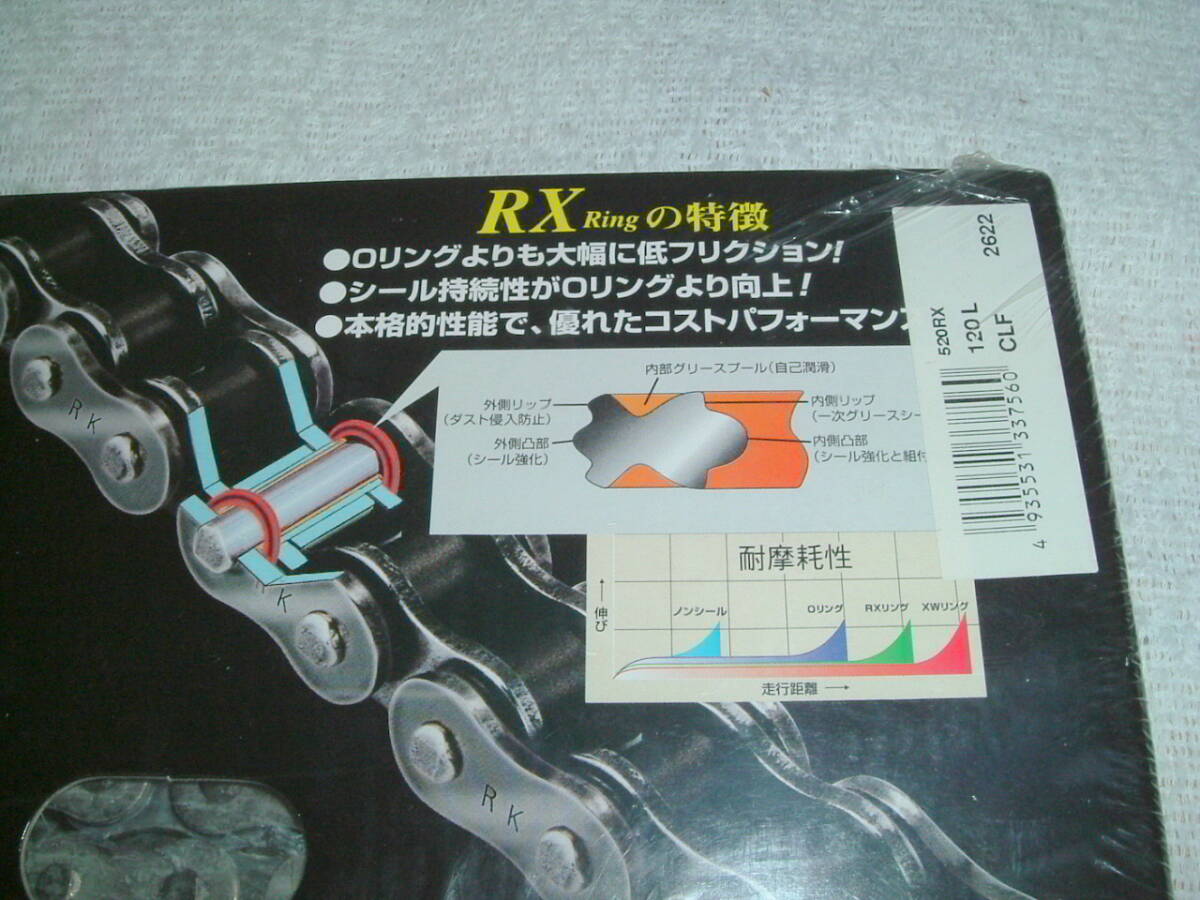 RX Ringの特徴
●Oリングよりも大幅に低フリクション!
●シール持続性がOリングより向上!
●本格的性能で、優れたコストパフォーマンス
内部グリースプール(自己潤滑)
外側リップ
(ダスト侵入防止)
外側凸部
(シール強化)
内側リップ
(一次グリースシー
内側凸部
(シール強化と組付
耐摩耗性
伸び
ノンシール
Oリング
RXリング
XWリング
走行距離
2622
520RX
120L
CLF
4 935531 337560
RK
RK
RK